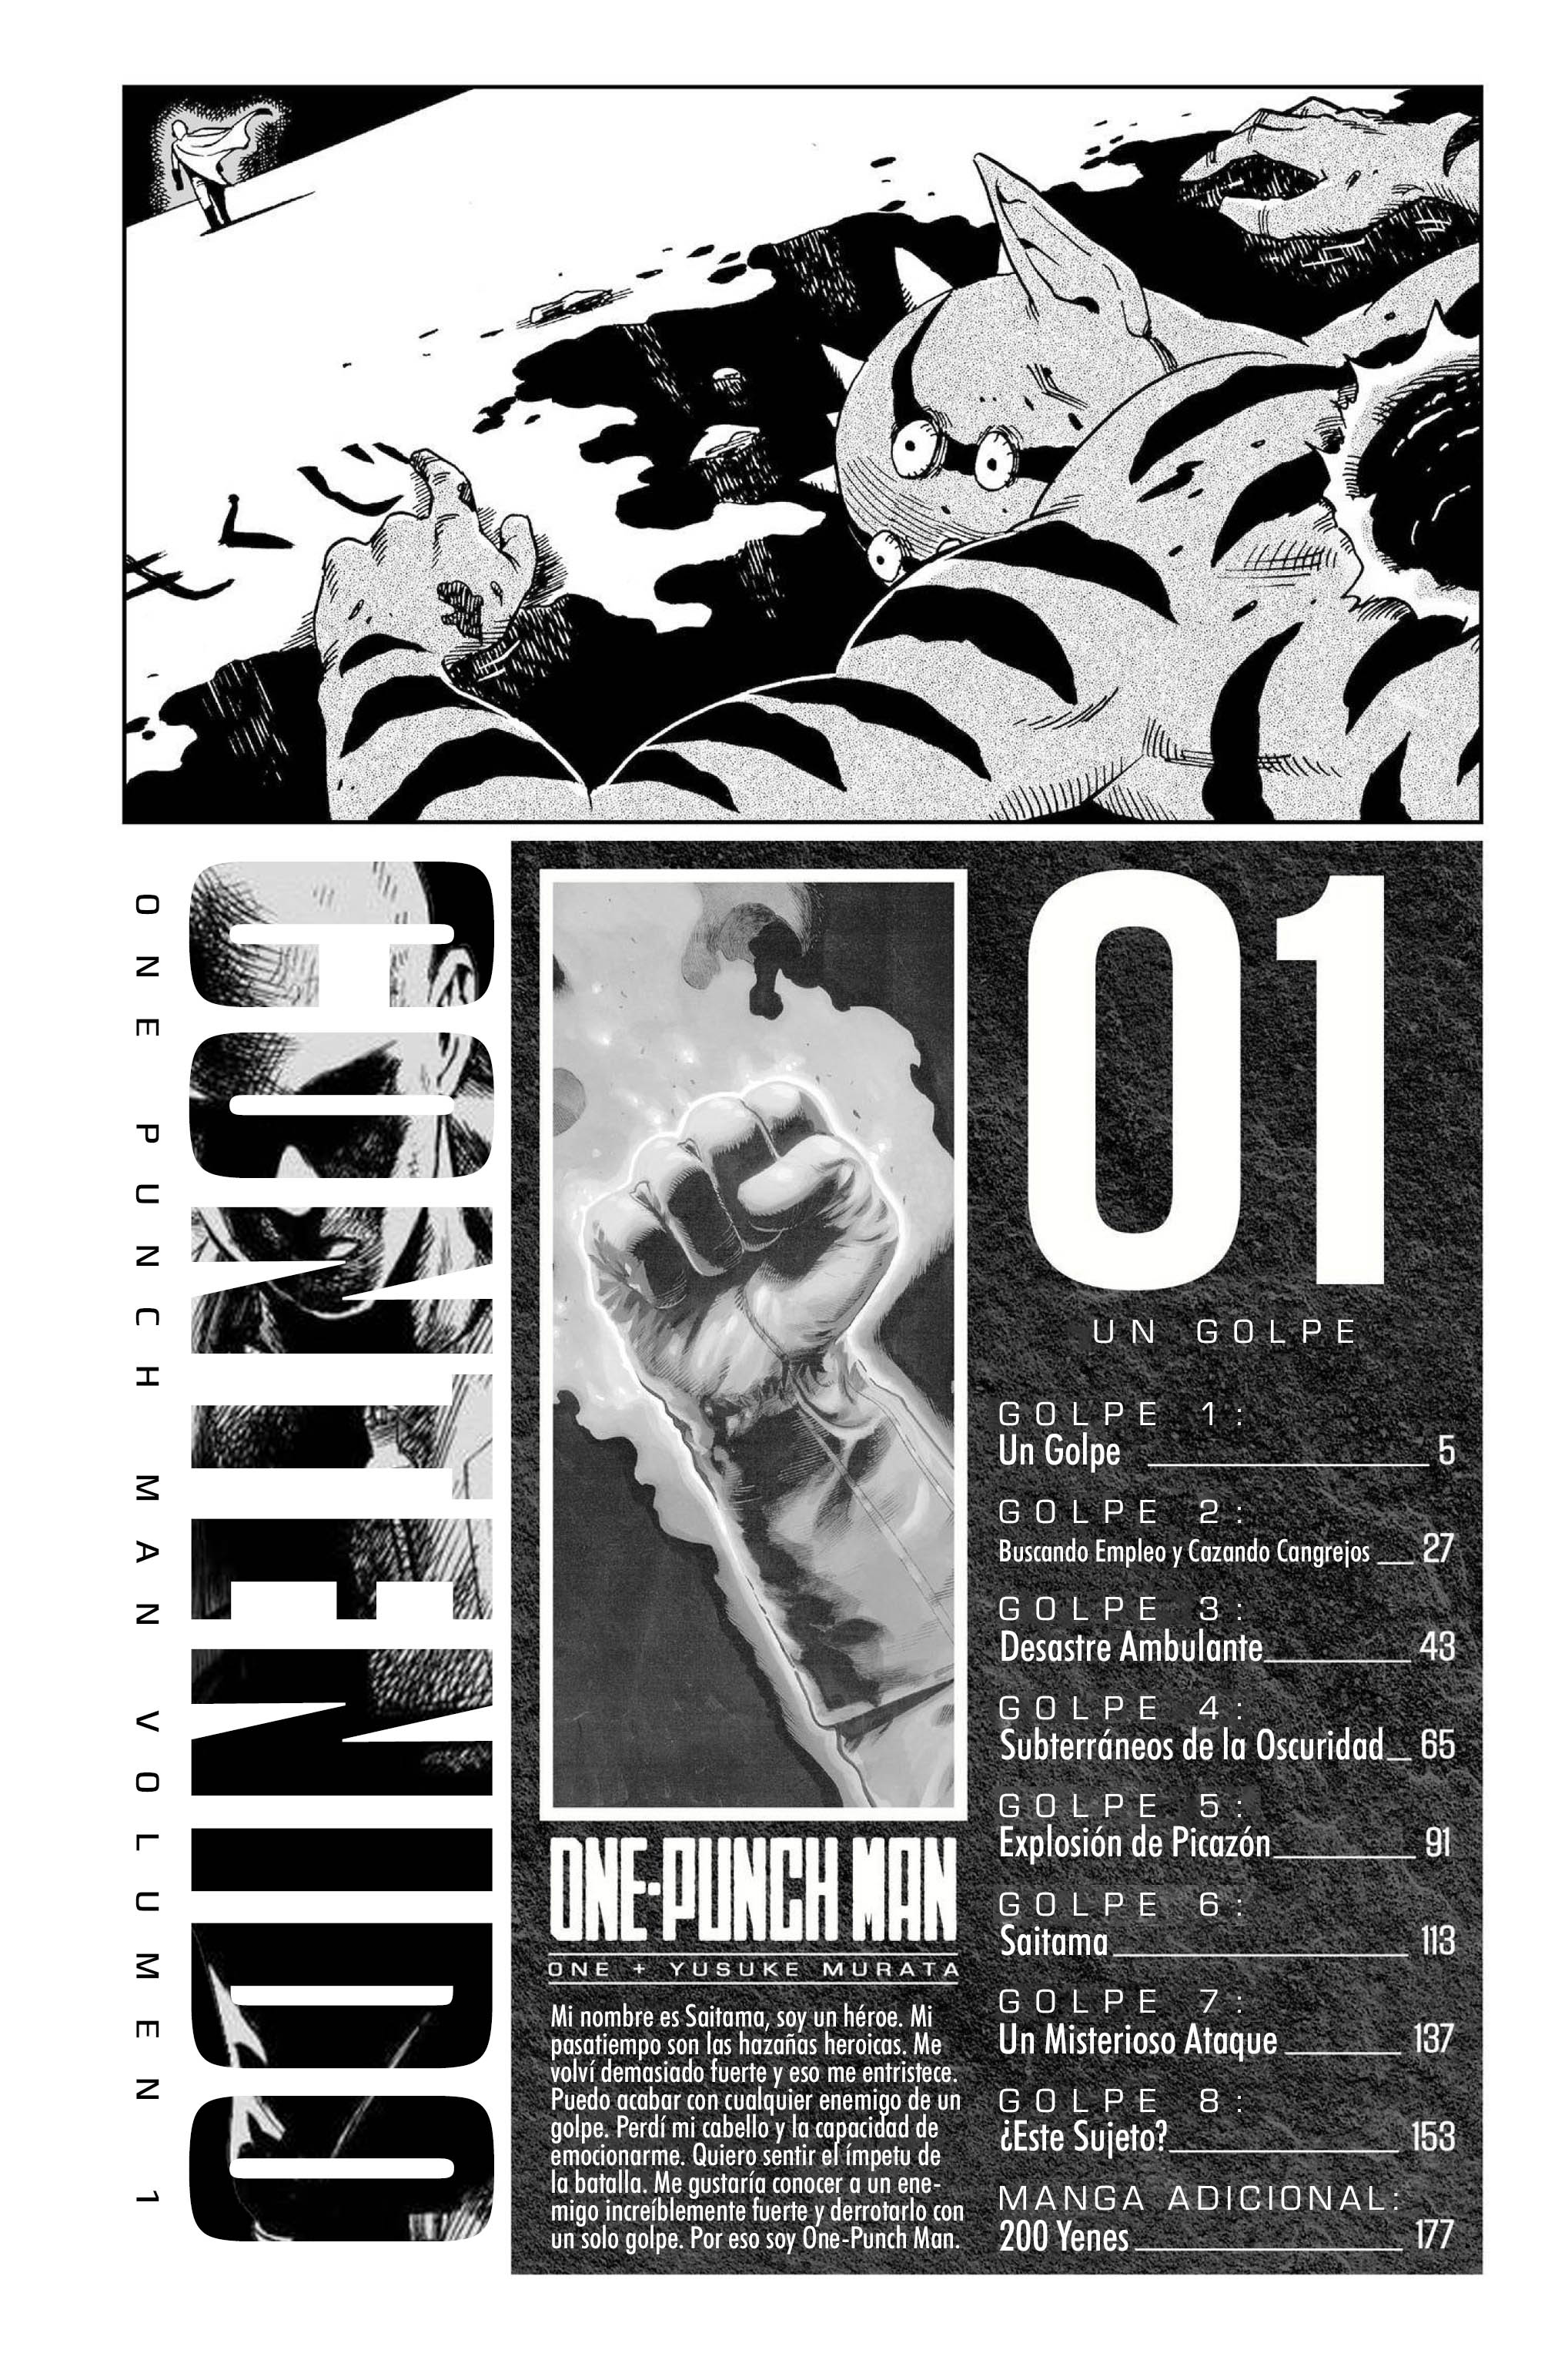 ONE PUNCH MAN VOLUMEN 1
CONTENIDO
01
UN GOLPE
GOLPE 1:
Un Golpe 5
GOLPE 2:
Buscando Empleo y Cazando Cangrejos 27
GOLPE 3:
Desastre Ambulante 43
GOLPE 4:
Subterráneos de la Oscuridad 65
GOLPE 5:
Explosión de Picazón 91
GOLPE 6:
Saitama 113
GOLPE 7:
Un Misterioso Ataque 137
GOLPE 8:
¿Este Sujeto? 153
MANGA ADICIONAL:
200 Yenes 177
ONE-PUNCH MAN
ONE + YUSUKE MURATA
Mi nombre es Saitama, soy un héroe. Mi
pasatiempo son las hazañas heroicas. Me
volví demasiado fuerte y eso me entristece.
Puedo acabar con cualquier enemigo de un
golpe. Perdí mi cabello y la capacidad de
emocionarme. Quiero sentir el ímpetu de
la batalla. Me gustaría conocer a un ene-
migo increíblemente fuerte y derrotarlo con
un solo golpe. Por eso soy One-Punch Man.